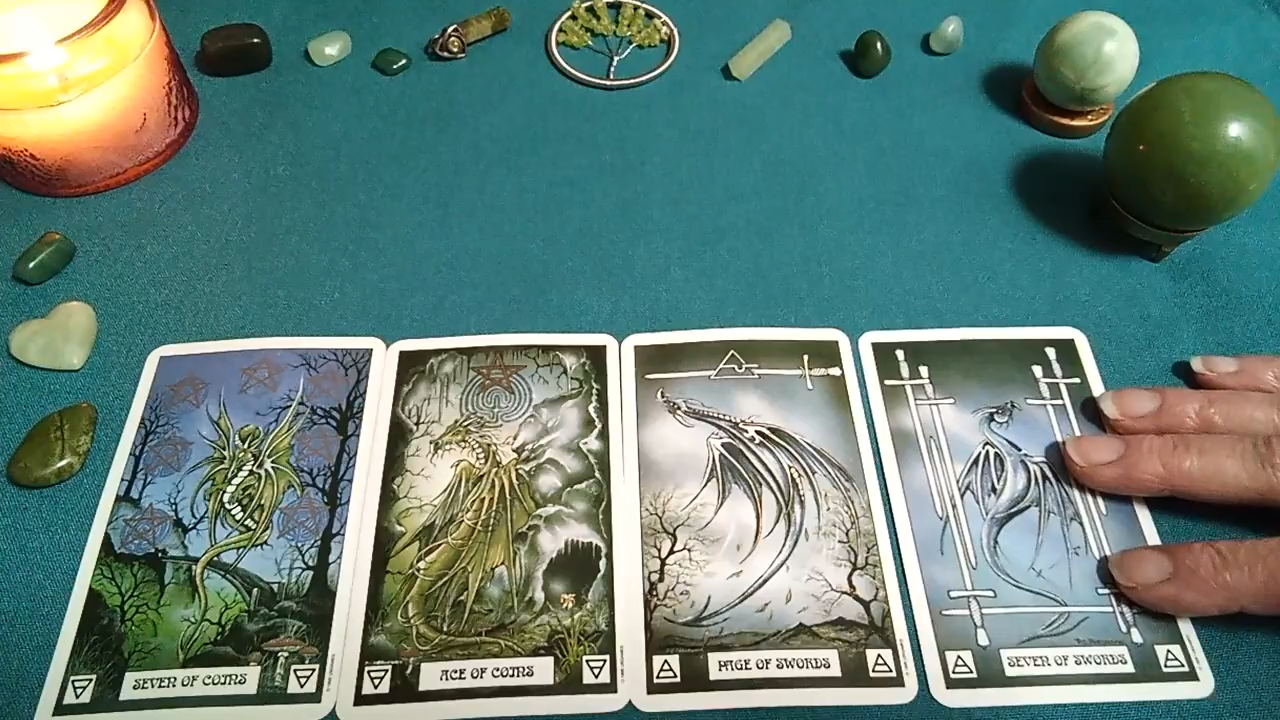 SEVEN OF COINS
ACE OF COINS
PAGE OF SWORDS
SEVEN OF SWORDS